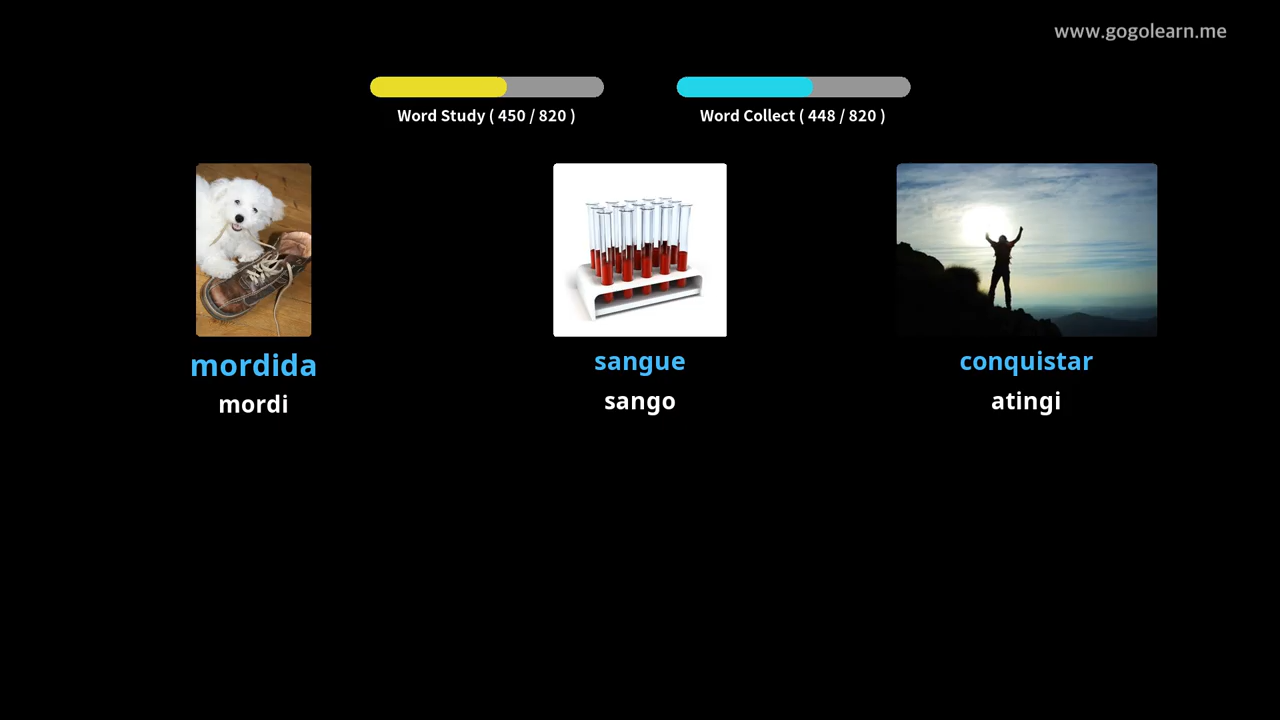 www.gogolearn.me
Word Study ( 450 / 820 )
Word Collect ( 448 / 820 )
mordida
mordi
sangue
sango
conquistar
atingi